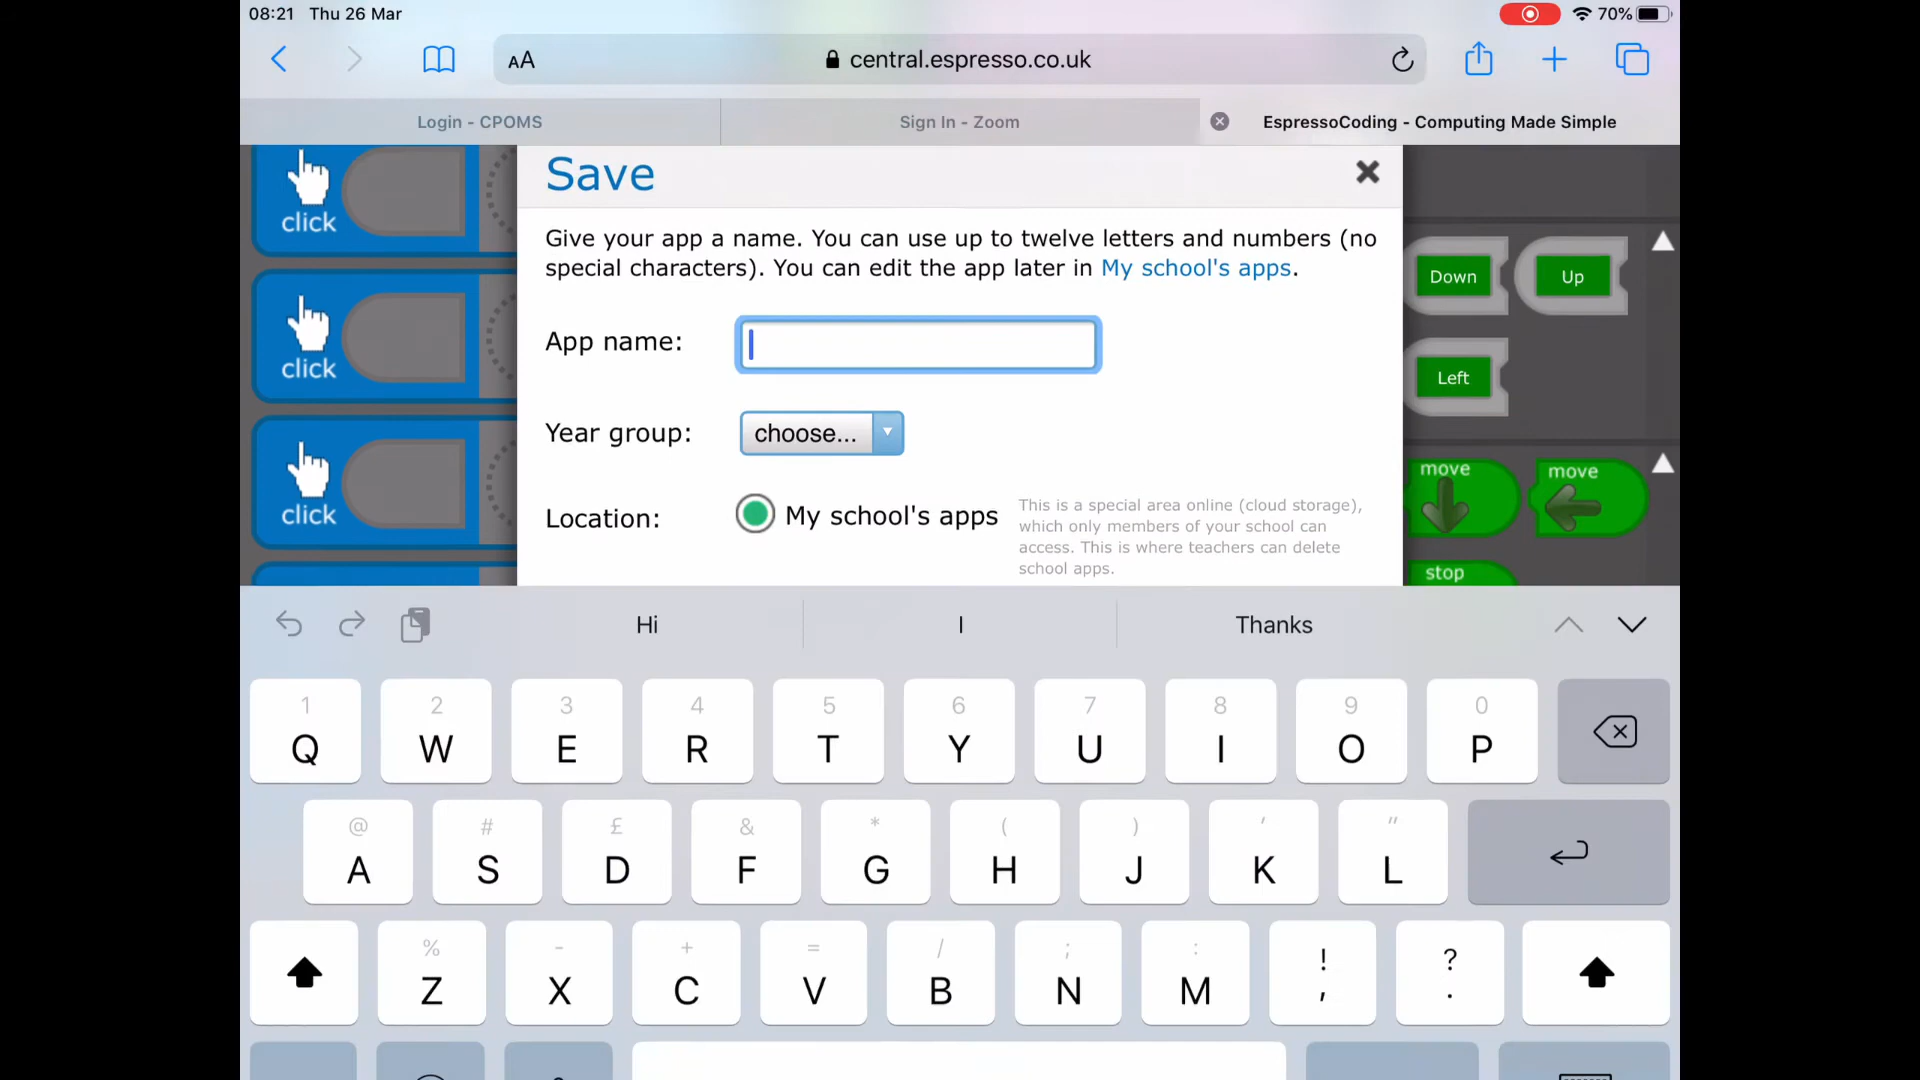 08:21 Thu 26 Mar
70%
AA
central.espresso.co.uk
Login - CPOMS
Sign In - Zoom
EspressoCoding - Computing Made Simple
Save
Give your app a name. You can use up to twelve letters and numbers (no
special characters). You can edit the app later in My school's apps.
App name:
Year group:
choose...
Location:
My school's apps
This is a special area online (cloud storage),
which only members of your school can
access. This is where teachers can delete
school apps.
click
click
click
Down
Up
Left
move
move
stop
Hi
I
Thanks
1 2 3 4 5 6 7 8 9 0
Q W E R T Y U I O P
@ # £ & * ( ) ' "
A S D F G H J K L
% - + = / ; : ! ?
Z X C V B N M , .